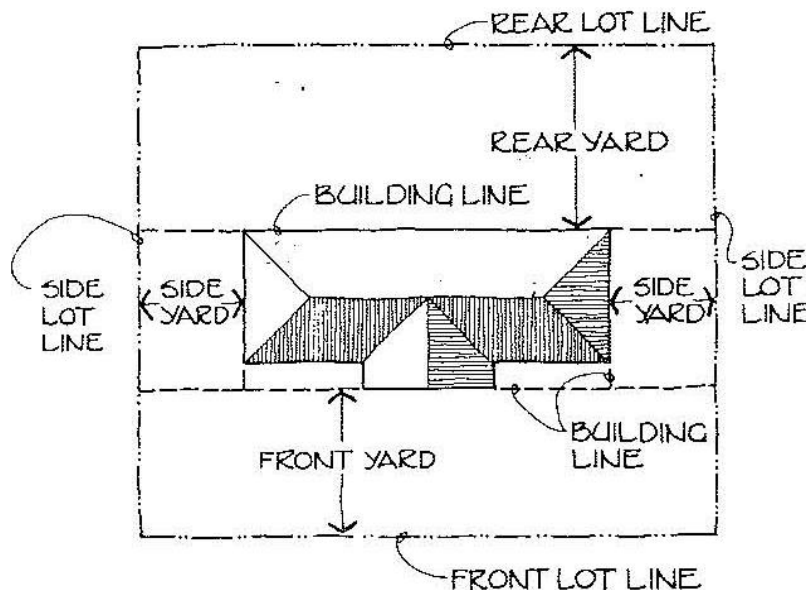 REAR LOT LINE
REAR YARD
BUILDING LINE
SIDE
LOT
LINE
SIDE
YARD
SIDE
YARD
SIDE
LOT
LINE
FRONT YARD
BUILDING
LINE
FRONT LOT LINE